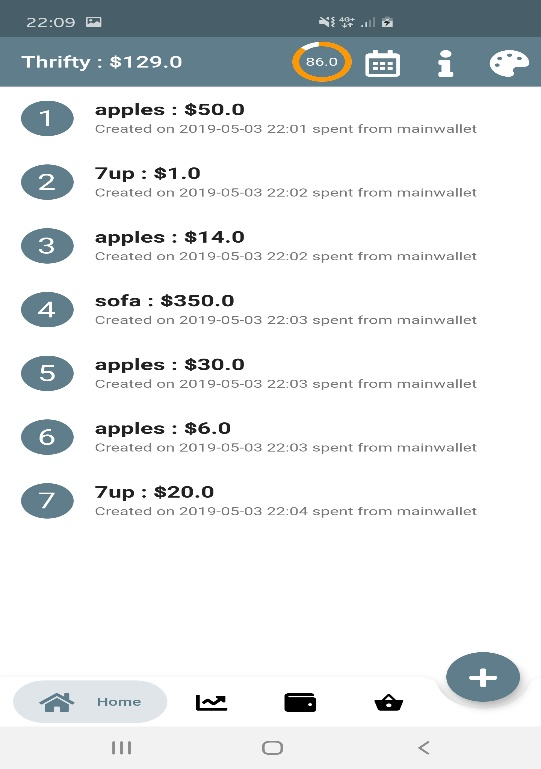 22:09
4G+
Thrifty : $129.0
86.0
1
apples : $50.0
Created on 2019-05-03 22:01 spent from mainwallet
2
7up : $1.0
Created on 2019-05-03 22:02 spent from mainwallet
3
apples : $14.0
Created on 2019-05-03 22:02 spent from mainwallet
4
sofa : $350.0
Created on 2019-05-03 22:03 spent from mainwallet
5
apples : $30.0
Created on 2019-05-03 22:03 spent from mainwallet
6
apples : $6.0
Created on 2019-05-03 22:03 spent from mainwallet
7
7up : $20.0
Created on 2019-05-03 22:04 spent from mainwallet
Home